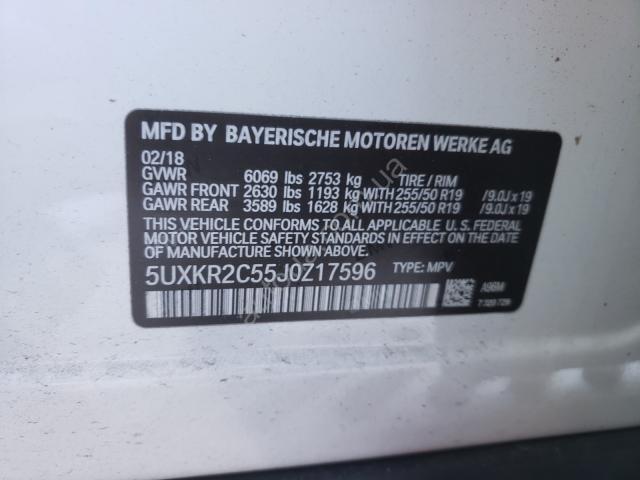 MFD BY BAYERISCHE MOTOREN WERKE AG
02/18
GVWR 6069 lbs 2753 kg TIRE / RIM
GAWR FRONT 2630 lbs 1193 kg WITH 255/50 R19 /9.0J x 19
GAWR REAR 3589 lbs 1628 kg WITH 255/50 R19 /9.0J x 19
THIS VEHICLE CONFORMS TO ALL APPLICABLE U. S. FEDERAL
MOTOR VEHICLE SAFETY STANDARDS IN EFFECT ON THE DATE
OF MANUFACTURE SHOWN ABOVE.
5UXKR2C55J0Z17596 TYPE: MPV
A96M